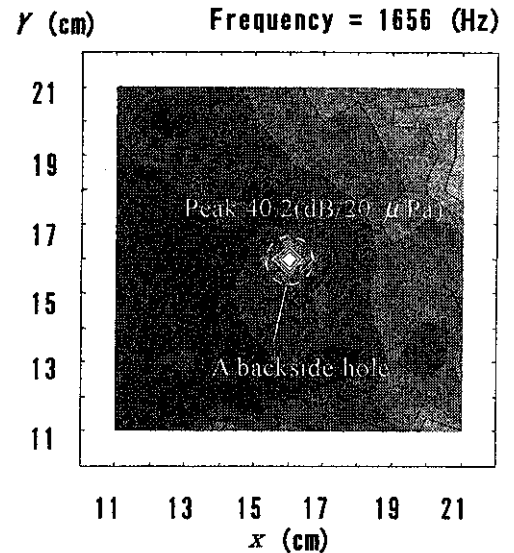 Y (cm) Frequency = 1656 (Hz)
21
19
Peak 40.2(dB/20 μPa)
17
15
A backside hole
13
11
11 13 15 17 19 21
x (cm)